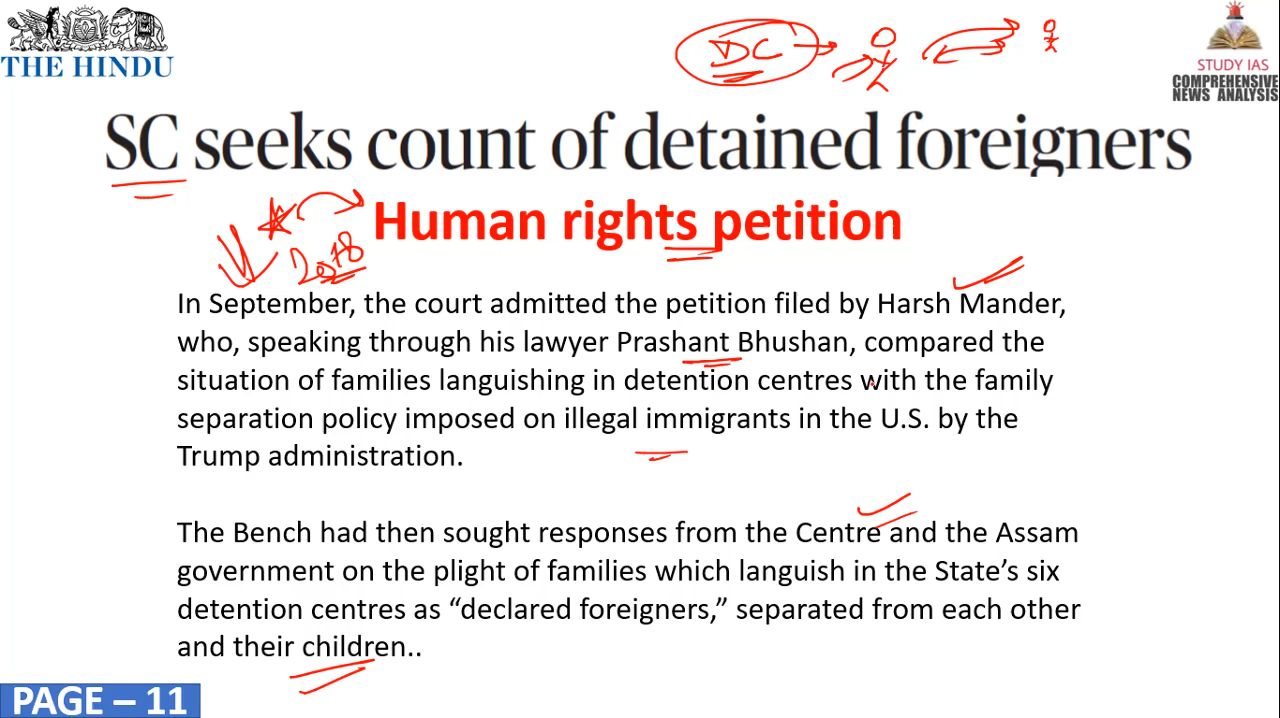 DC
THE HINDU
STUDY IAS
COMPREHENSIVE
NEWS ANALYSIS
SC seeks count of detained foreigners
Human rights petition
2018
In September, the court admitted the petition filed by Harsh Mander,
who, speaking through his lawyer Prashant Bhushan, compared the
situation of families languishing in detention centres with the family
separation policy imposed on illegal immigrants in the U.S. by the
Trump administration.
The Bench had then sought responses from the Centre and the Assam
government on the plight of families which languish in the State’s six
detention centres as “declared foreigners,” separated from each other
and their children..
PAGE – 11